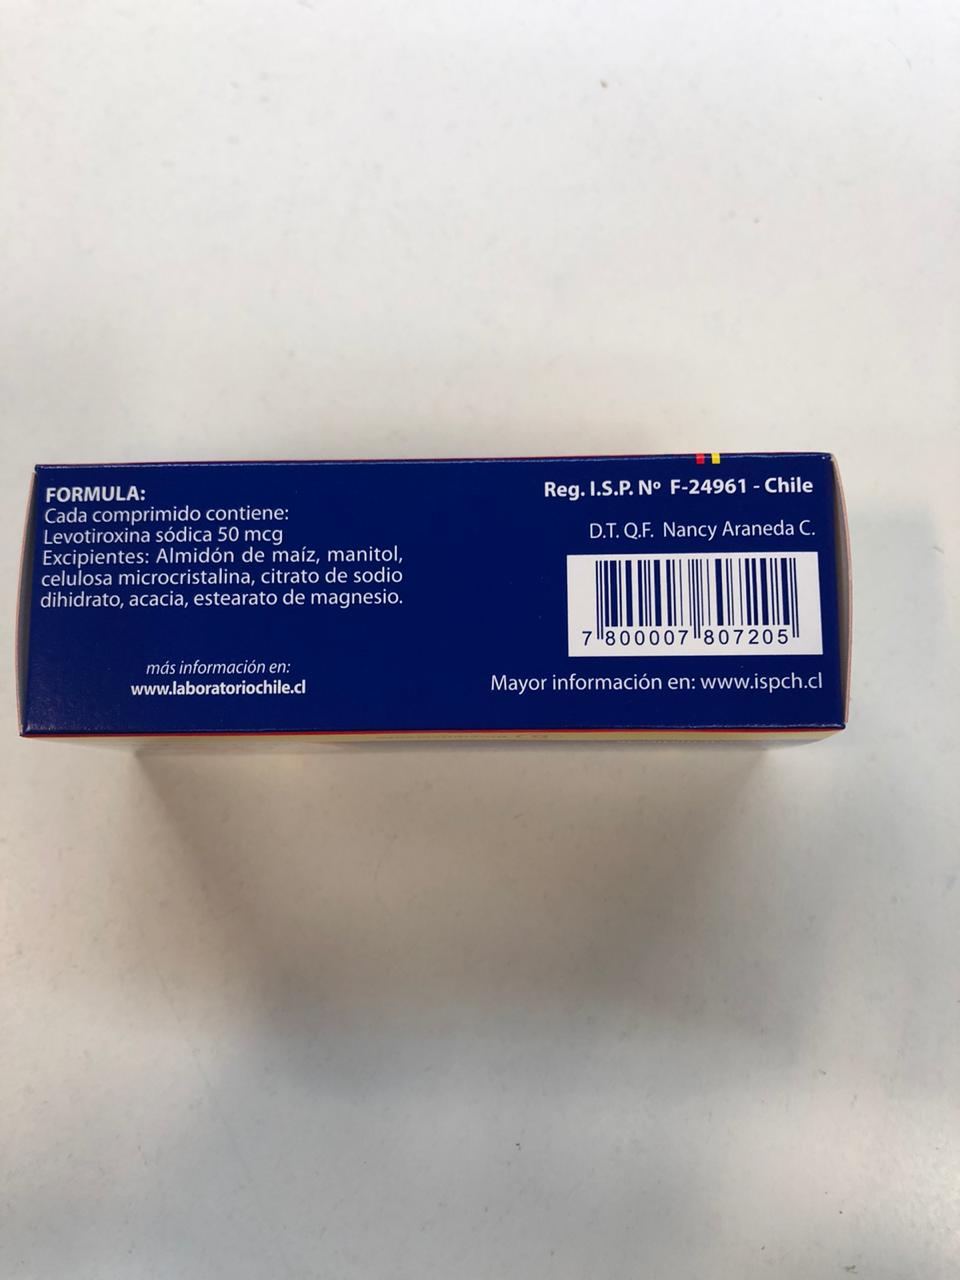 FORMULA:
Cada comprimido contiene:
Levotiroxina sódica 50 mcg
Excipientes: Almidón de maíz, manitol,
celulosa microcristalina, citrato de sodio
dihidrato, acacia, estearato de magnesio.
más información en:
www.laboratoriochile.cl
Reg. I.S.P. Nº F-24961 - Chile
D.T. Q.F. Nancy Araneda C.
7 800007 807205
Mayor información en: www.ispch.cl